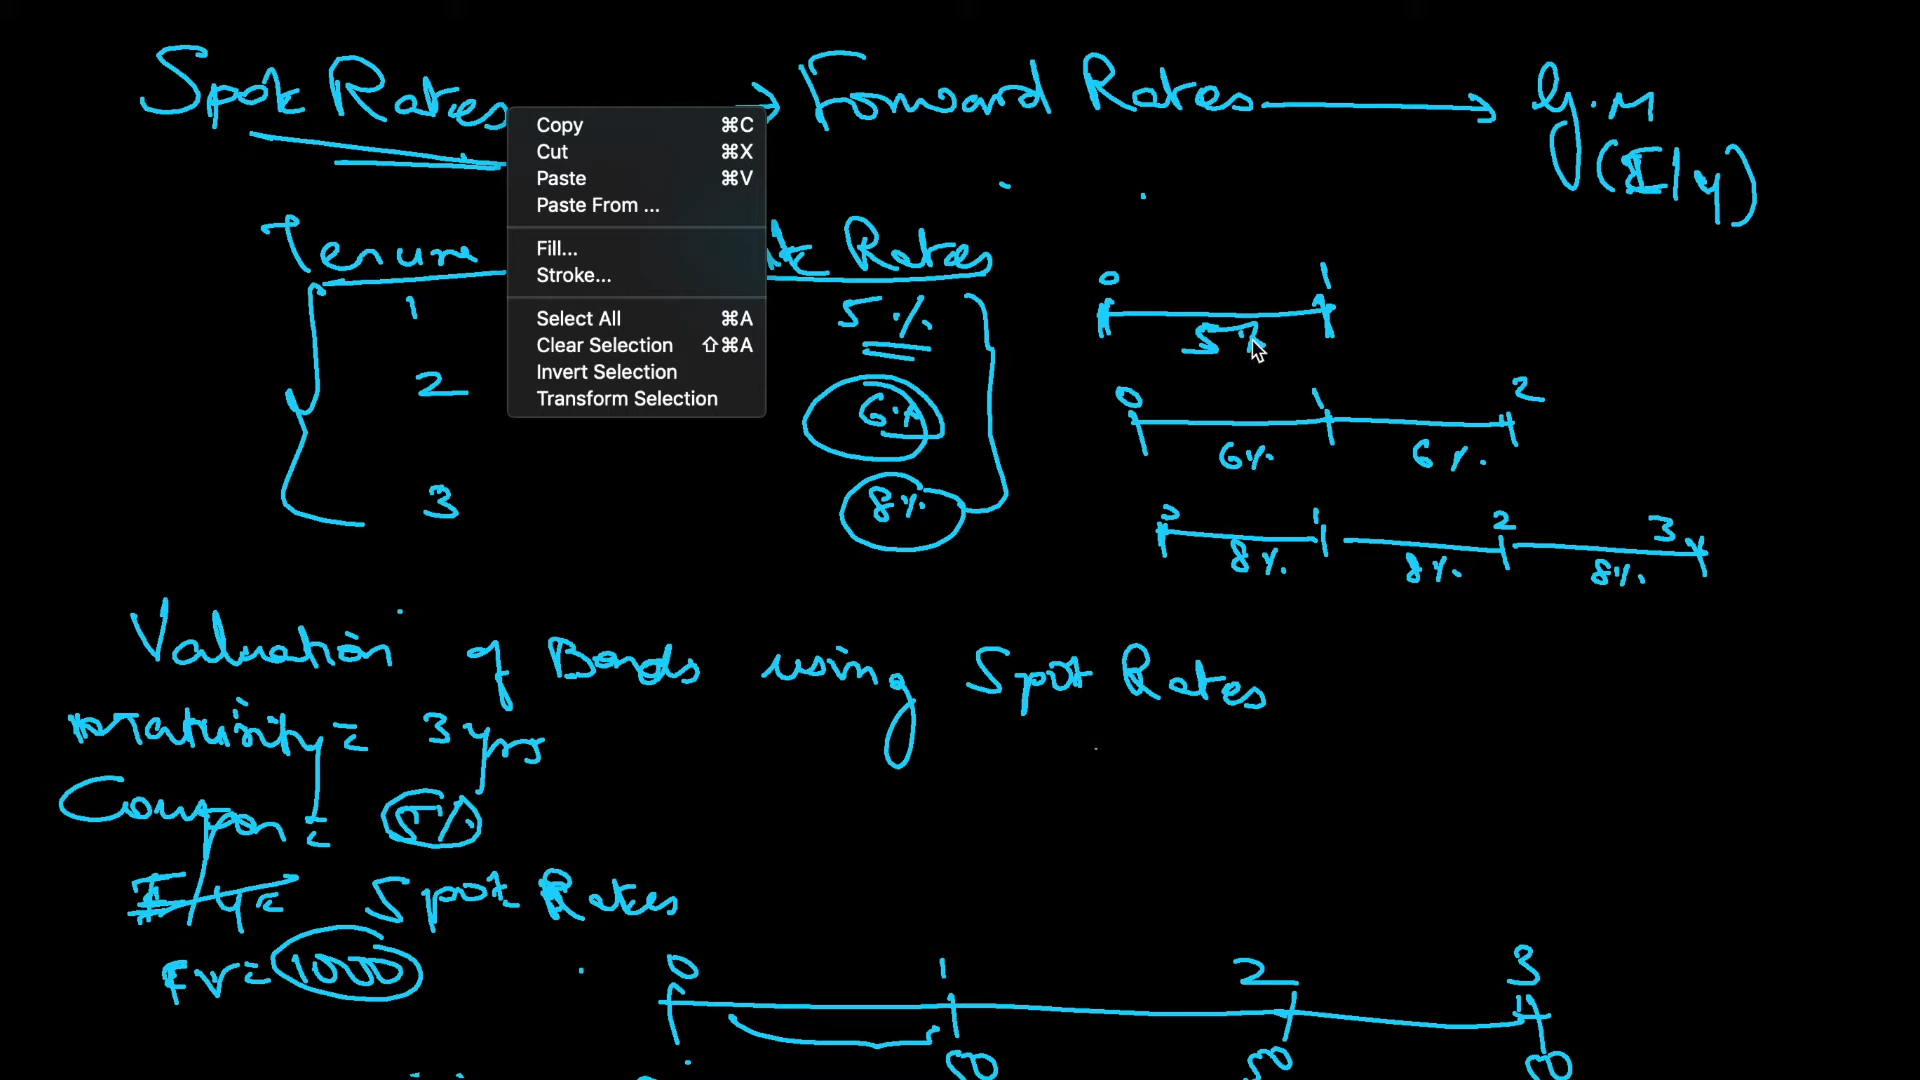 Spot Rates → Forward Rates → Y.M
(I/Y)
Copy ⌘C
Cut ⌘X
Paste ⌘V
Paste From ...
Fill...
Stroke...
Select All ⌘A
Clear Selection ⇧⌘A
Invert Selection
Transform Selection
Tenure Rates
1 5%
2 6%
3 8%
0 1
5%
0 1 2
6% 6%
0 1 2 3
8% 8% 8%
Valuation of Bonds using Spot Rates
Maturity = 3 yrs
Coupon = 5%
I/Y = Spot Rates
FV = 1000
0 1 2 3
50 50 50